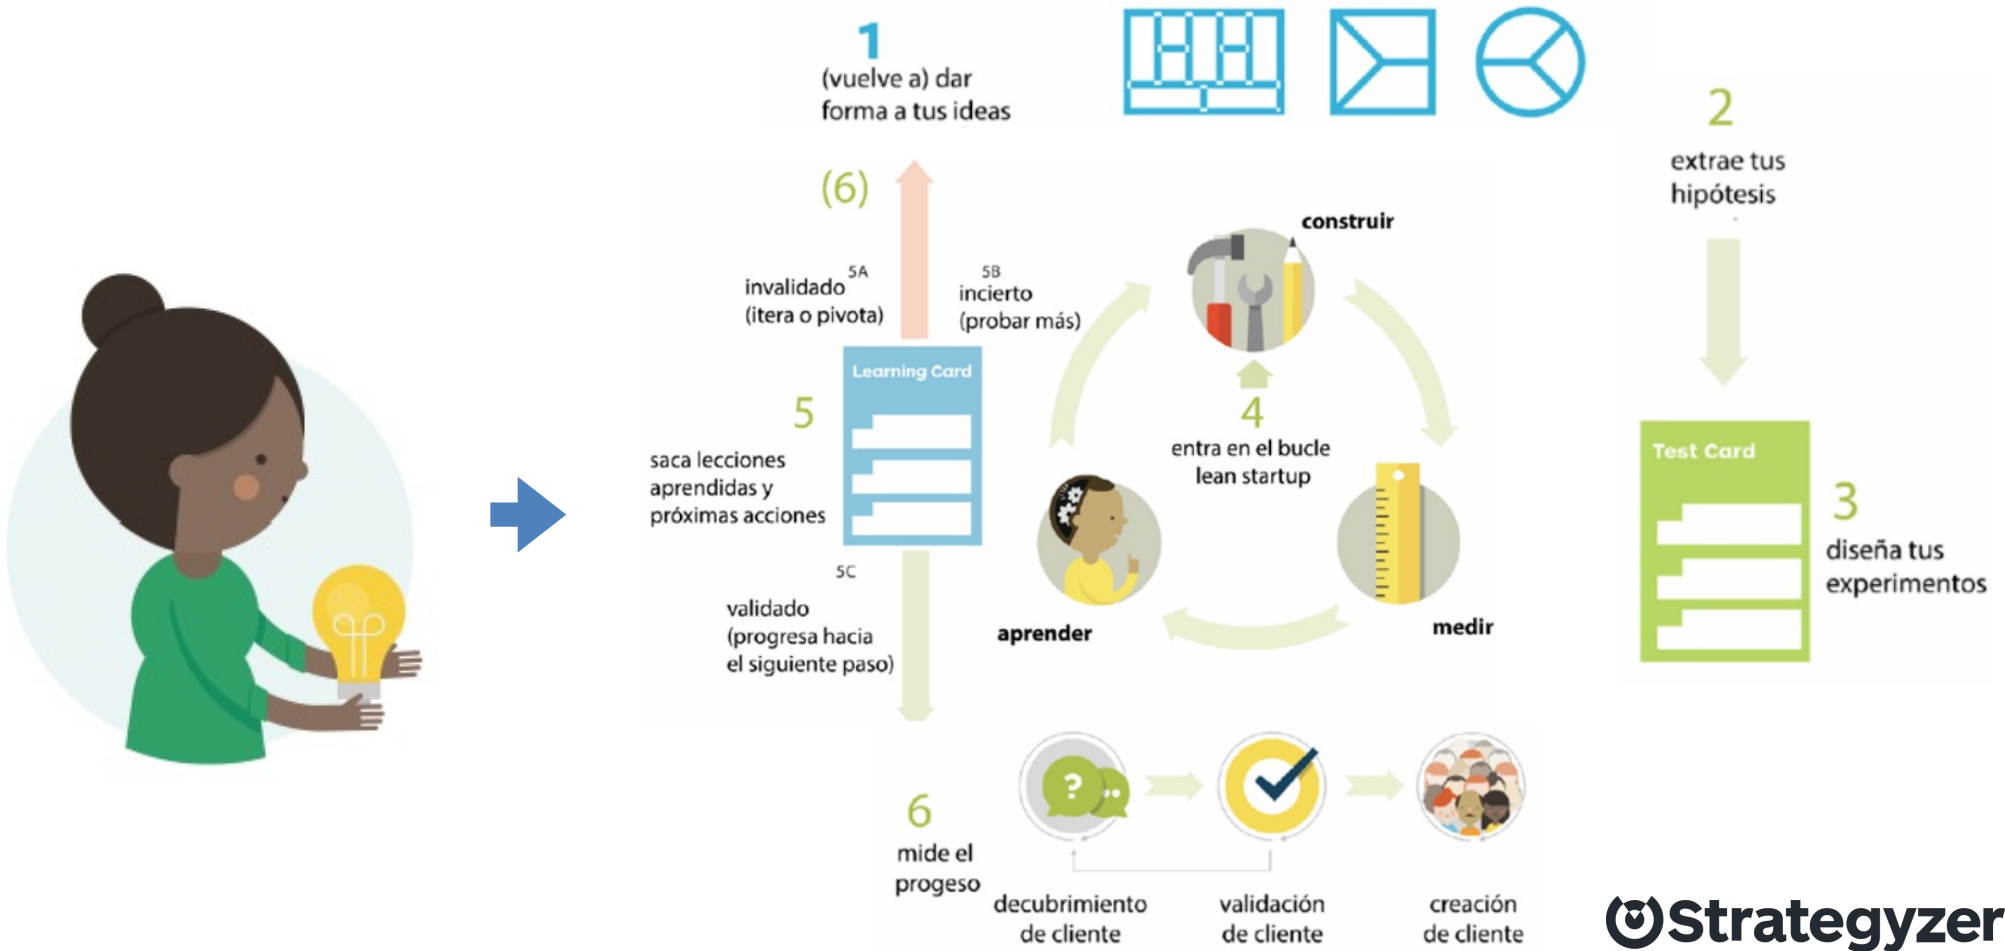 1
(vuelve a) dar
forma a tus ideas
2
extrae tus
hipótesis
(6)
construir
5A
invalidado
(itera o pivota)
5B
incierto
(probar más)
Learning Card
5
saca lecciones
aprendidas y
próximas acciones
4
entra en el bucle
lean startup
Test Card
3
diseña tus
experimentos
5C
validado
(progresa hacia
el siguiente paso)
aprender
medir
6
mide el
progeso
?
decubrimiento
de cliente
validación
de cliente
creación
de cliente
Strategyzer